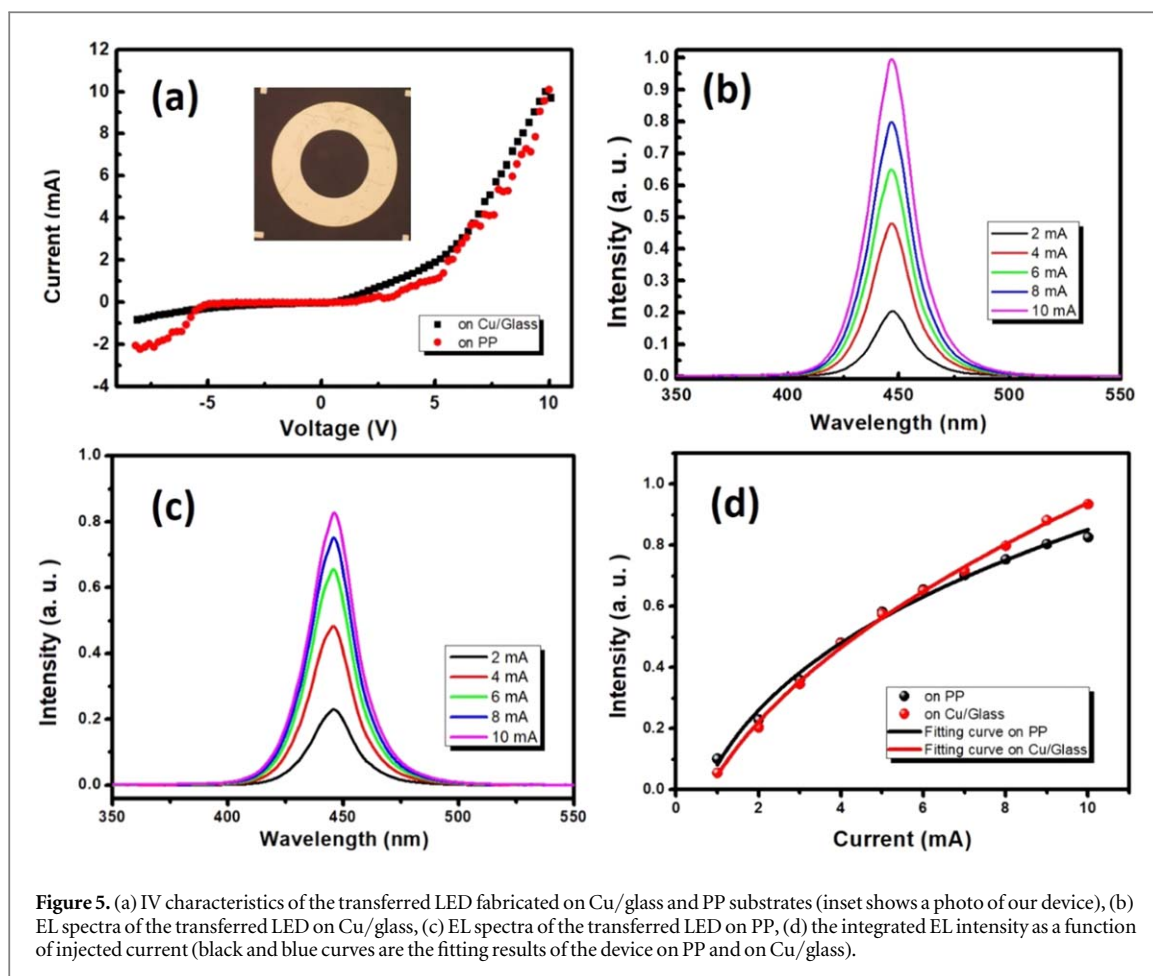 (a)
12
10
8
6
4
2
0
-2
-4
Current (mA)
-5
0
5
10
Voltage (V)
on Cu/Glass
on PP
(b)
1.0
0.9
0.8
0.7
0.6
0.5
0.4
0.3
0.2
0.1
0.0
Intensity (a. u.)
350
400
450
500
550
Wavelength (nm)
2 mA
4 mA
6 mA
8 mA
10 mA
(c)
1.0
0.8
0.6
0.4
0.2
0.0
Intensity (a. u. )
350
400
450
500
550
Wavelength (nm)
2 mA
4 mA
6 mA
8 mA
10 mA
(d)
1.0
0.8
0.6
0.4
0.2
0.0
Intensity (a. u. )
0
2
4
6
8
10
Current (mA)
on PP
on Cu/Glass
Fitting curve on PP
Fitting curve on Cu/Glass
Figure 5. (a) IV characteristics of the transferred LED fabricated on Cu/glass and PP substrates (inset shows a photo of our device), (b)
EL spectra of the transferred LED on Cu/glass, (c) EL spectra of the transferred LED on PP, (d) the integrated EL intensity as a function
of injected current (black and blue curves are the fitting results of the device on PP and on Cu/glass).